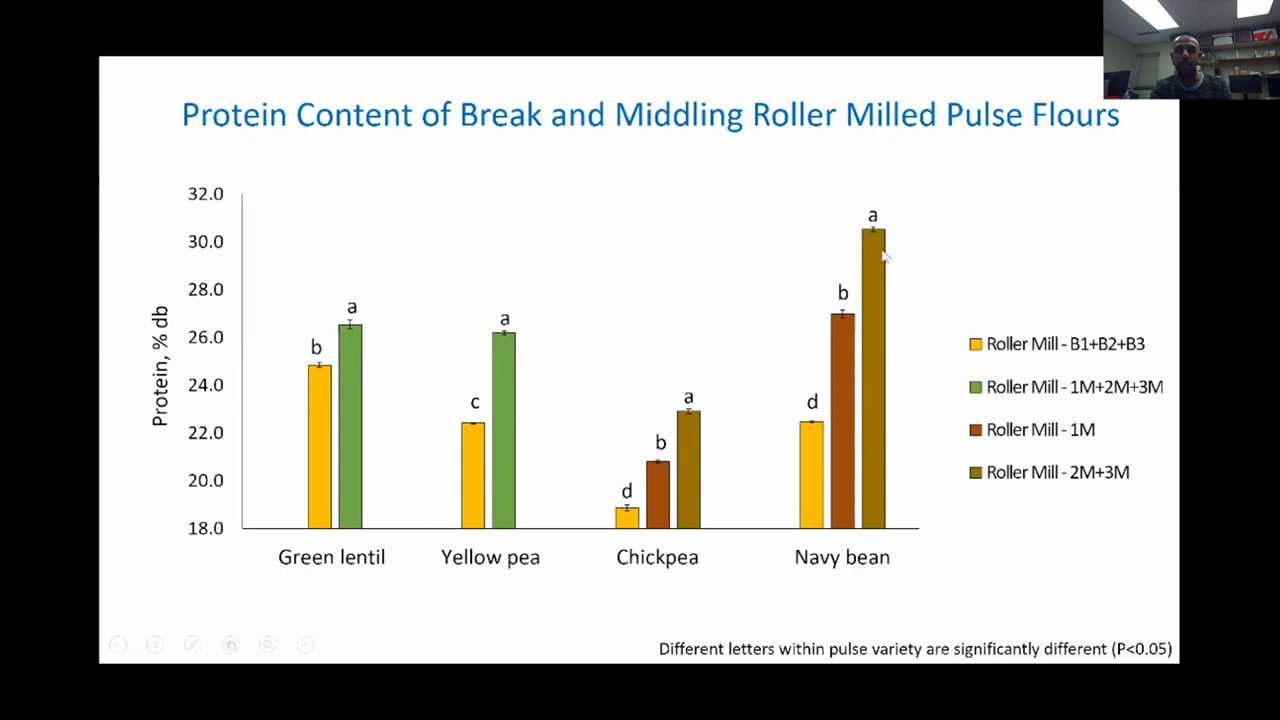 Protein Content of Break and Middling Roller Milled Pulse Flours
32.0
30.0
28.0
26.0
24.0
22.0
20.0
18.0
Protein, % db
b
a
c
a
d
b
a
d
b
a
Green lentil
Yellow pea
Chickpea
Navy bean
Roller Mill - B1+B2+B3
Roller Mill - 1M+2M+3M
Roller Mill - 1M
Roller Mill - 2M+3M
Different letters within pulse variety are significantly different (P<0.05)